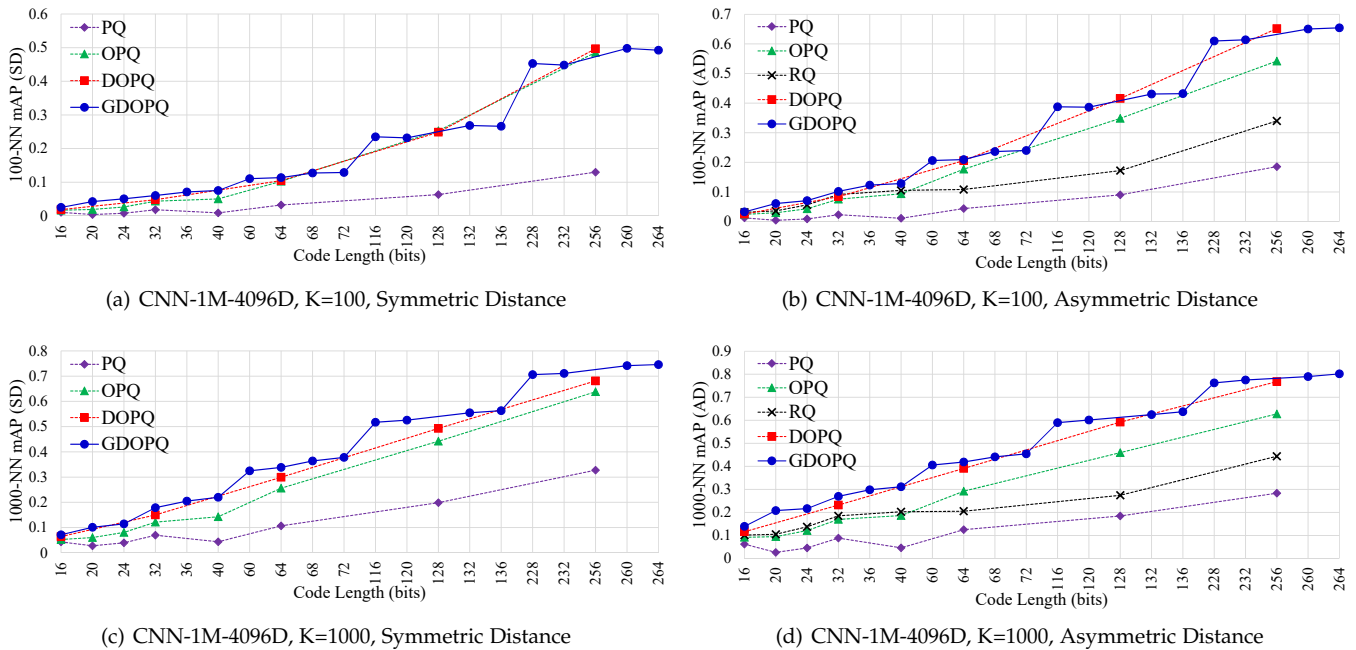 100-NN mAP (SD)
0.6
0.5
0.4
0.3
0.2
0.1
0
PQ
OPQ
DOPQ
GDOPQ
16 20 24 32 36 40 60 64 68 72 116 120 128 132 136 228 232 256 260 264
Code Length (bits)
(a) CNN-1M-4096D, K=100, Symmetric Distance
100-NN mAP (AD)
0.7
0.6
0.5
0.4
0.3
0.2
0.1
0
PQ
OPQ
RQ
DOPQ
GDOPQ
16 20 24 32 36 40 60 64 68 72 116 120 128 132 136 228 232 256 260 264
Code Length (bits)
(b) CNN-1M-4096D, K=100, Asymmetric Distance
1000-NN mAP (SD)
0.8
0.7
0.6
0.5
0.4
0.3
0.2
0.1
0
PQ
OPQ
DOPQ
GDOPQ
16 20 24 32 36 40 60 64 68 72 116 120 128 132 136 228 232 256 260 264
Code Length (bits)
(c) CNN-1M-4096D, K=1000, Symmetric Distance
1000-NN mAP (AD)
0.9
0.8
0.7
0.6
0.5
0.4
0.3
0.2
0.1
0
PQ
OPQ
RQ
DOPQ
GDOPQ
16 20 24 32 36 40 60 64 68 72 116 120 128 132 136 228 232 256 260 264
Code Length (bits)
(d) CNN-1M-4096D, K=1000, Asymmetric Distance